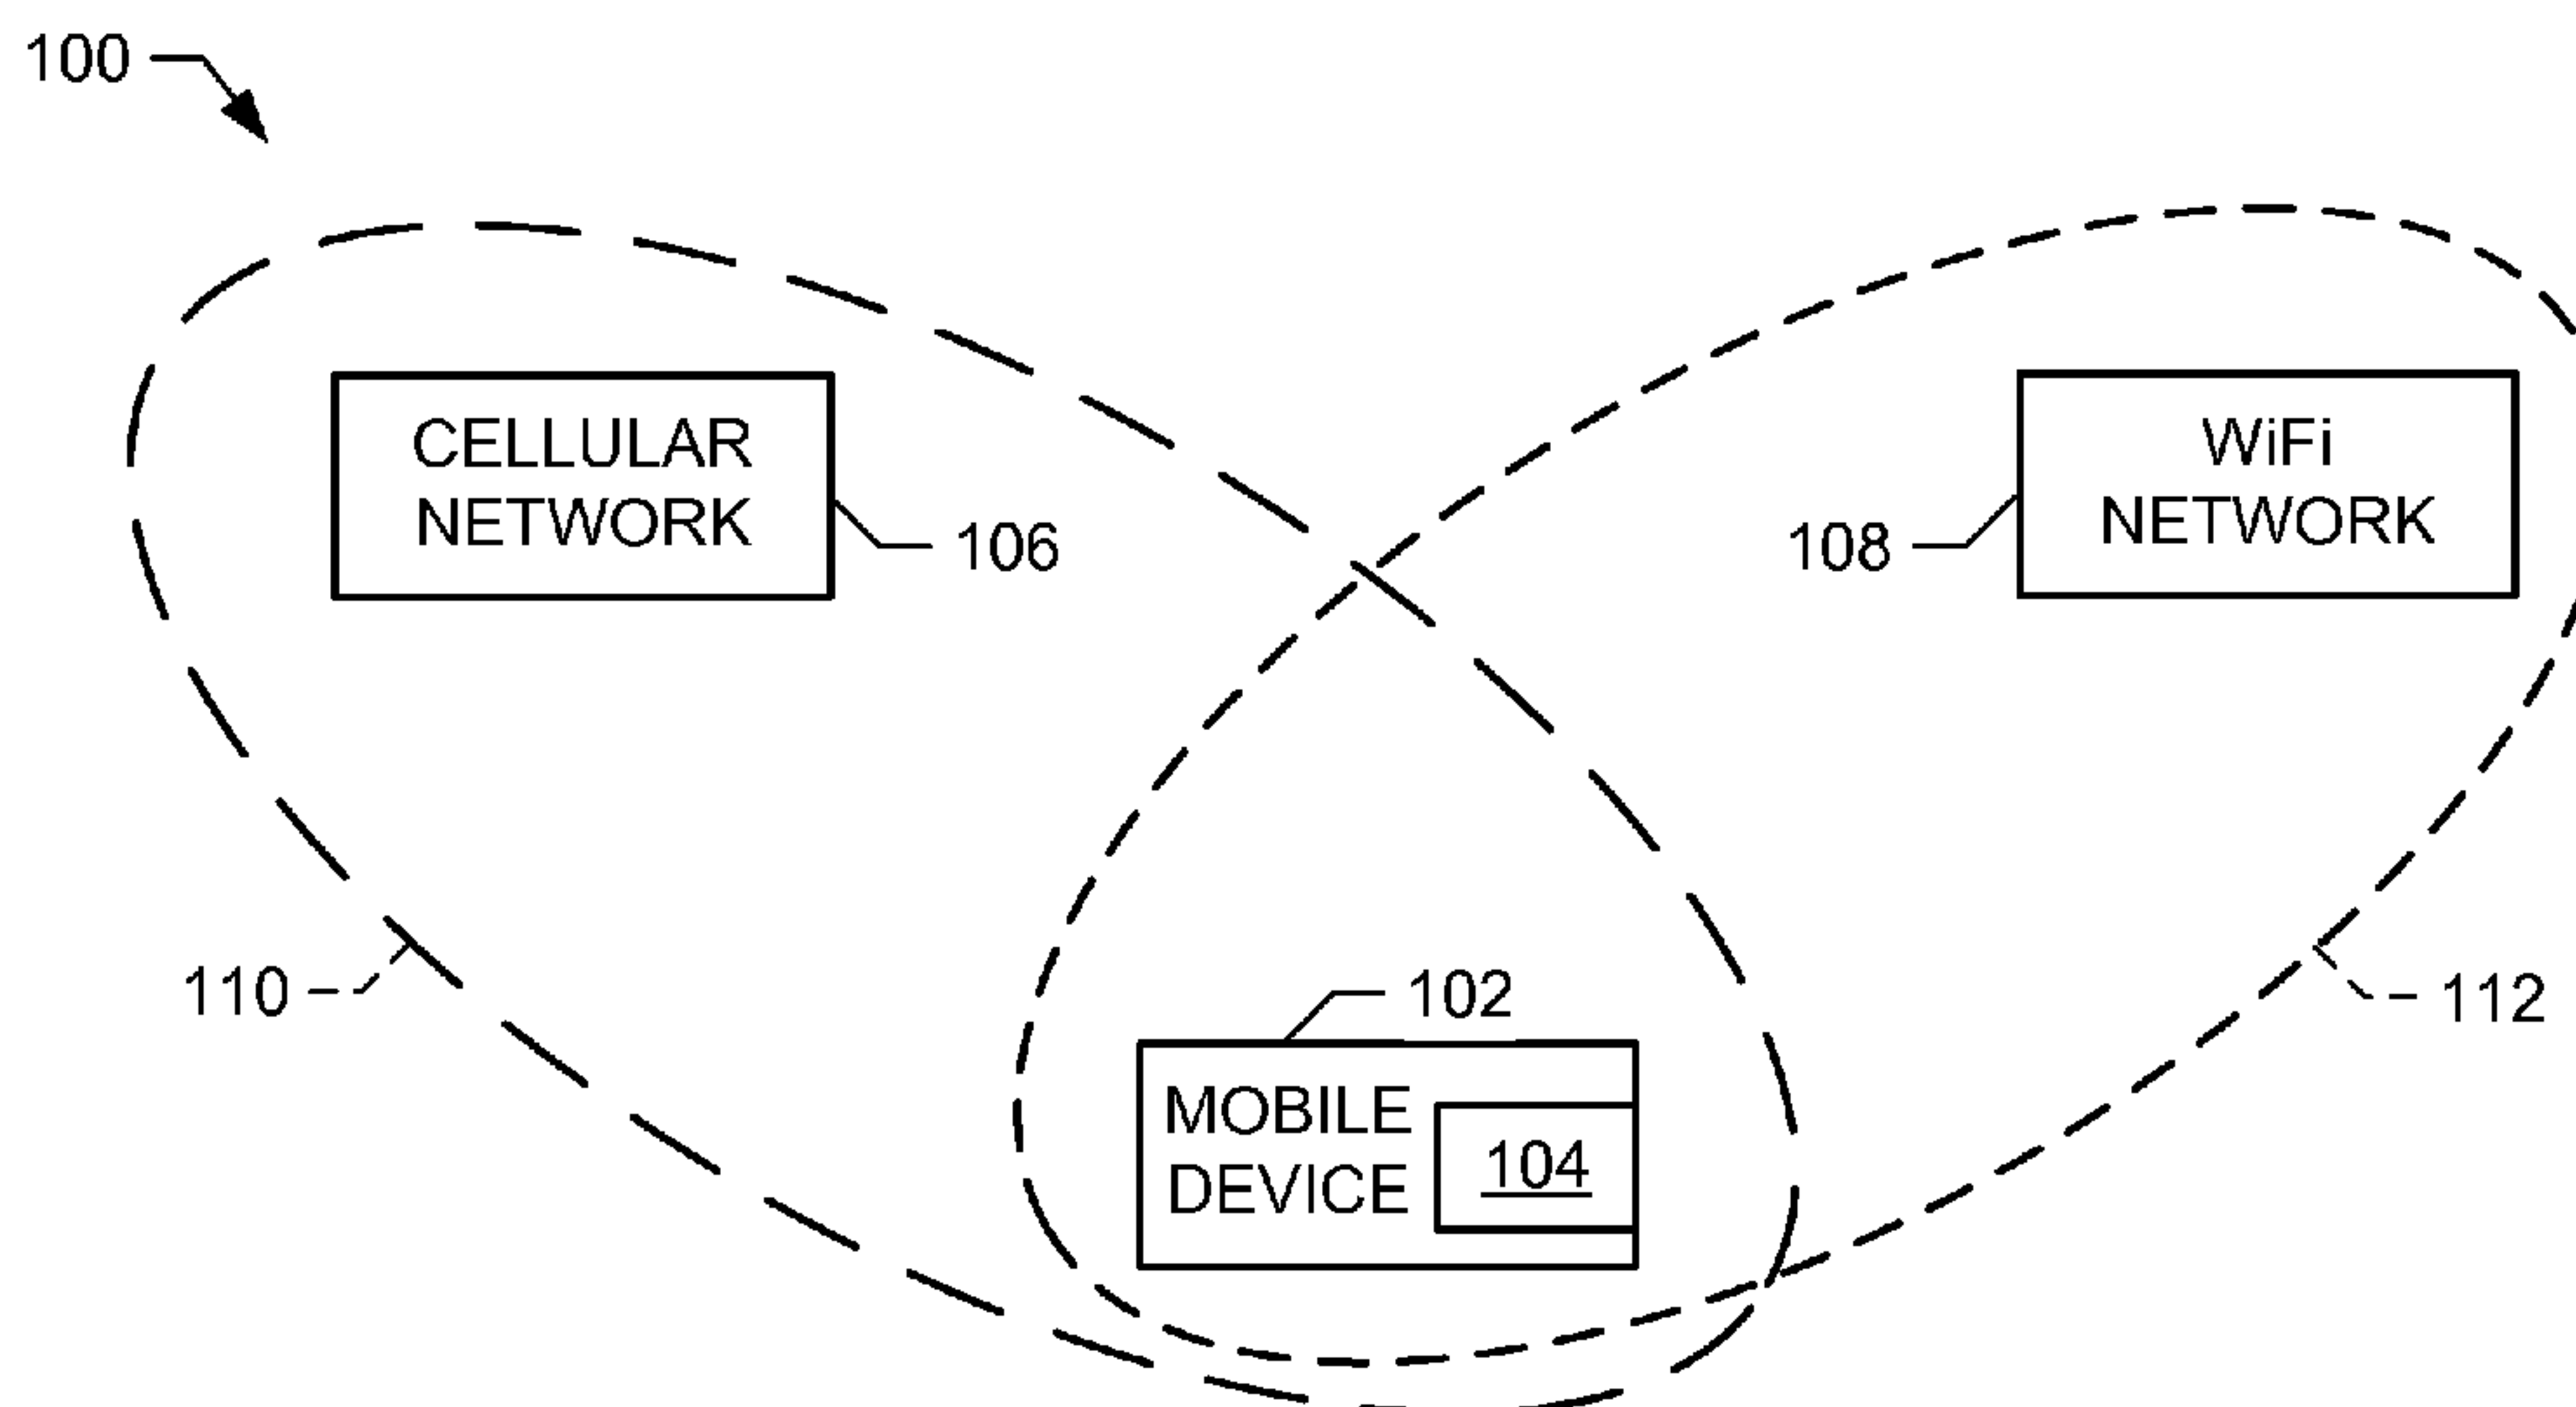 100
CELLULAR
NETWORK
106
WiFi
NETWORK
108
110
102
112
MOBILE
DEVICE
104